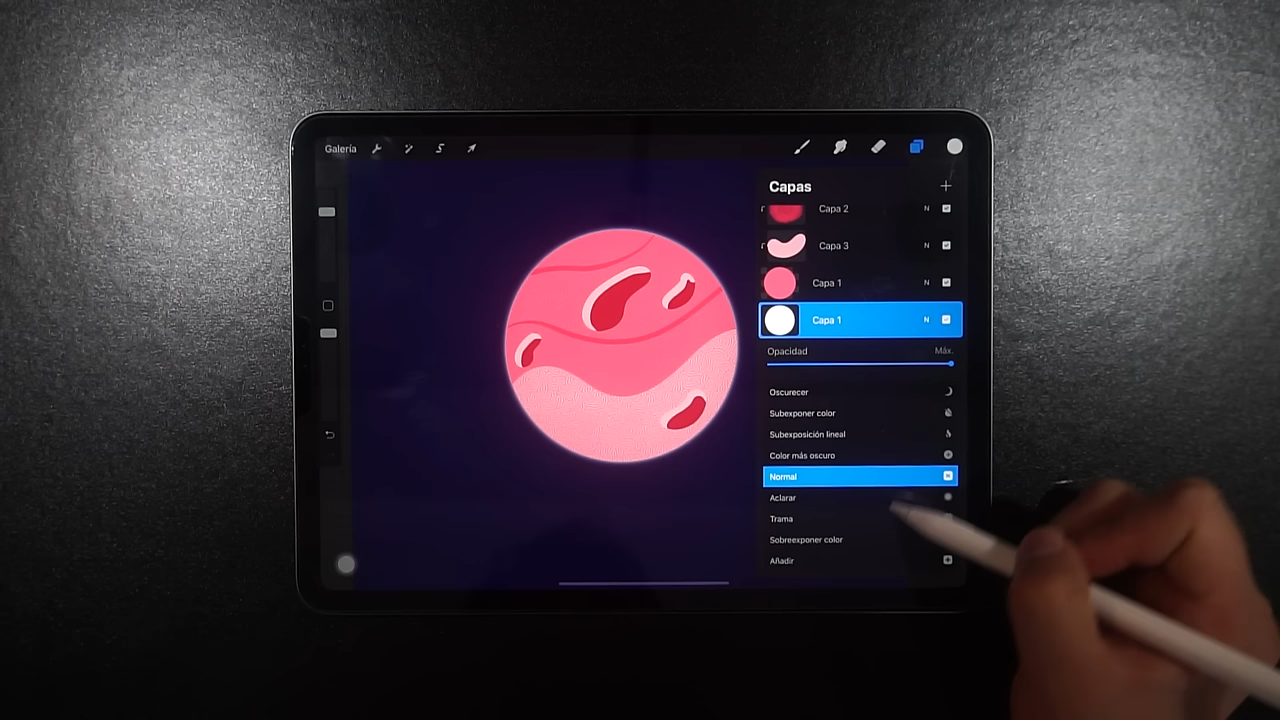 Galería
Capas
Capa 2 N
Capa 3 N
Capa 1 N
Capa 1 N
Opacidad Máx.
Oscurecer
Subexponer color
Subexposición lineal
Color más oscuro
Normal N
Aclarar
Trama
Sobreexponer color
Añadir